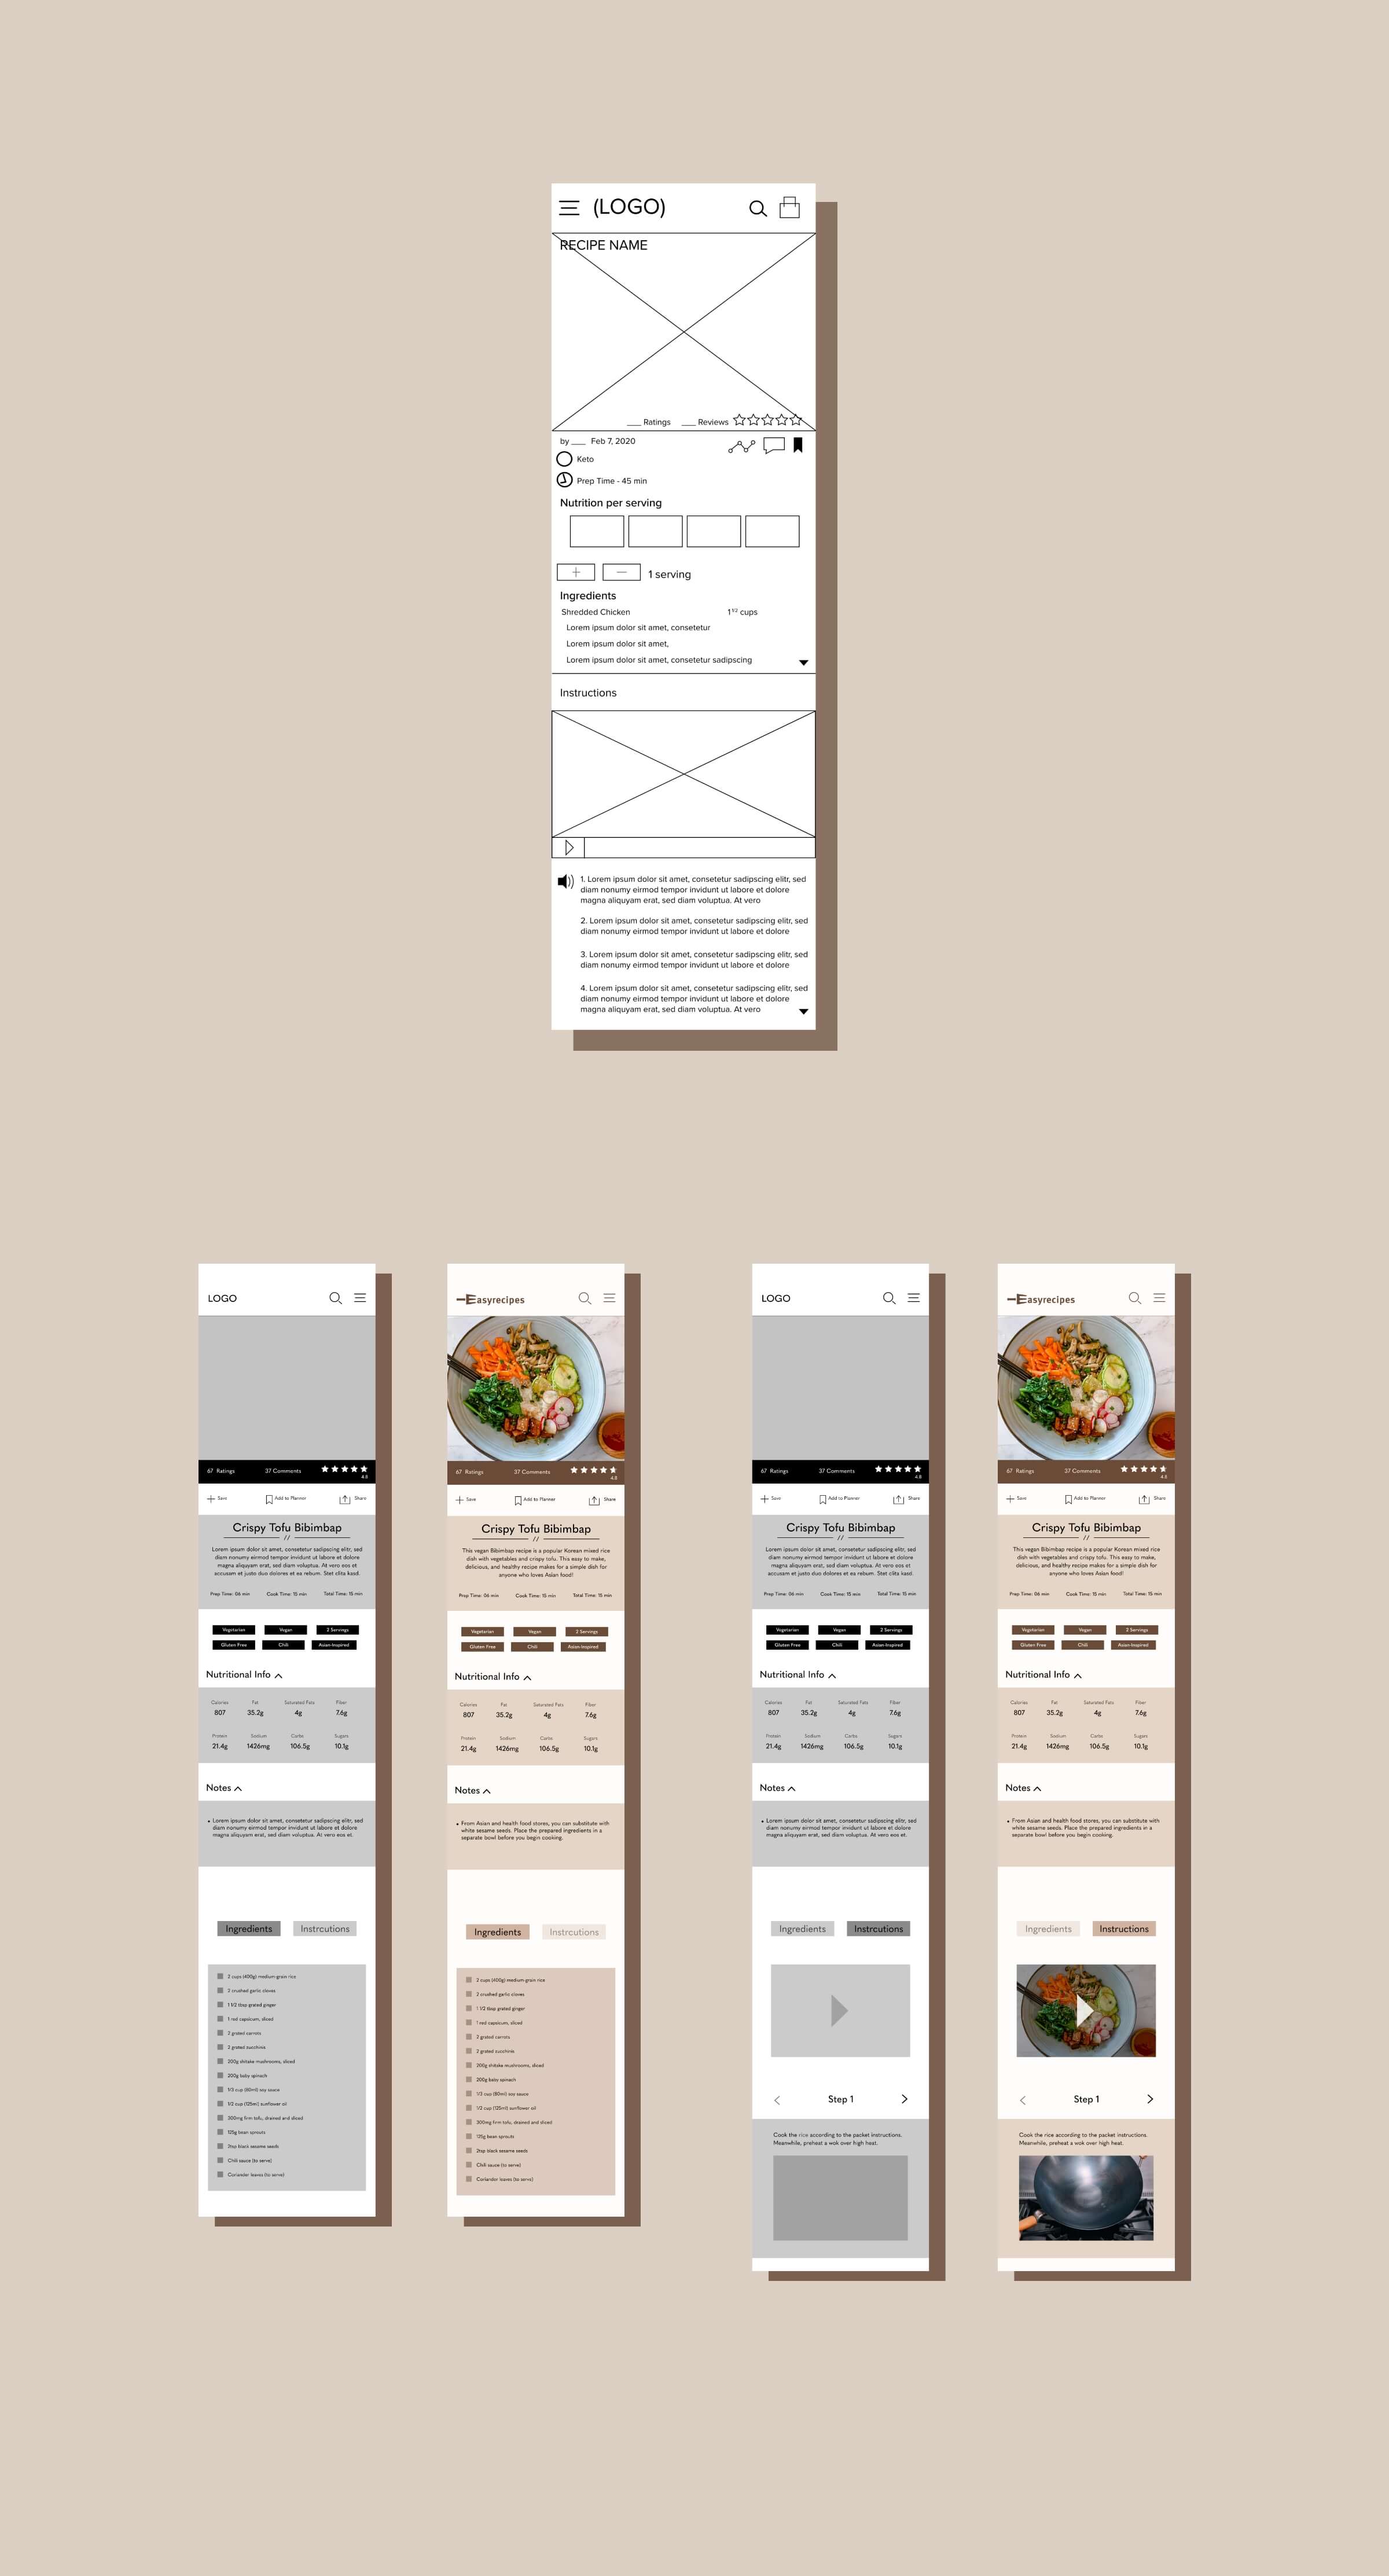 (LOGO)
RECIPE NAME
___ Ratings ___ Reviews
by ___ Feb 7, 2020
Keto
Prep Time - 45 min
Nutrition per serving
+ − 1 serving
Ingredients
Shredded Chicken 1 1/2 cups
Lorem ipsum dolor sit amet, consetetur
Lorem ipsum dolor sit amet,
Lorem ipsum dolor sit amet, consetetur sadipscing
Instructions
1. Lorem ipsum dolor sit amet, consetetur sadipscing elitr, sed
diam nonumy eirmod tempor invidunt ut labore et dolore
magna aliquyam erat, sed diam voluptua. At vero
2. Lorem ipsum dolor sit amet, consetetur sadipscing elitr, sed
diam nonumy eirmod tempor invidunt ut labore et dolore
3. Lorem ipsum dolor sit amet, consetetur sadipscing elitr, sed
diam nonumy eirmod tempor invidunt ut labore et dolore
4. Lorem ipsum dolor sit amet, consetetur sadipscing elitr, sed
diam nonumy eirmod tempor invidunt ut labore et dolore
magna aliquyam erat, sed diam voluptua. At vero
LOGO
67 Ratings 37 Comments
4.8
Save Add to Planner Share
Crispy Tofu Bibimbap
//
Lorem ipsum dolor sit amet, consetetur sadipscing elitr, sed
diam nonumy eirmod tempor invidunt ut labore et dolore
magna aliquyam erat, sed diam voluptua. At vero eos et
accusam et justo duo dolores et ea rebum. Stet clita kasd.
Prep Time: 06 min Cook Time: 15 min Total Time: 15 min
Vegetarian Vegan 2 Servings
Gluten Free Chili Asian-Inspired
Nutritional Info
Calories Fat Saturated Fats Fiber
807 35.2g 4g 7.6g
Protein Sodium Carbs Sugars
21.4g 1426mg 106.5g 10.1g
Notes
• Lorem ipsum dolor sit amet, consetetur sadipscing elitr, sed
diam nonumy eirmod tempor invidunt ut labore et dolore
magna aliquyam erat, sed diam voluptua. At vero eos et.
Ingredients Instrcutions
2 cups (400g) medium-grain rice
2 crushed garlic cloves
1 1/2 tbsp grated ginger
1 red capsicum, sliced
2 grated carrots
2 grated zucchinis
200g shitake mushrooms, sliced
200g baby spinach
1/3 cup (80ml) soy sauce
1/2 cup (125ml) sunflower oil
300mg firm tofu, drained and sliced
125g bean sprouts
3tsp black sesame seeds
Chili sauce (to serve)
Coriander leaves (to serve)
Easyrecipes
67 Ratings 37 Comments
4.8
Save Add to Planner Share
Crispy Tofu Bibimbap
//
This vegan Bibimbap recipe is a popular Korean mixed rice
dish with vegetables and crispy tofu. This easy to make,
delicious, and healthy recipe makes for a simple dish for
anyone who loves Asian food!
Prep Time: 06 min Cook Time: 15 min Total Time: 15 min
Vegetarian Vegan 2 Servings
Gluten Free Chili Asian-Inspired
Nutritional Info
Calories Fat Saturated Fats Fiber
807 35.2g 4g 7.6g
Protein Sodium Carbs Sugars
21.4g 1426mg 106.5g 10.1g
Notes
• From Asian and health food stores, you can substitute with
white sesame seeds. Place the prepared ingredients in a
separate bowl before you begin cooking.
Ingredients Instrcutions
2 cups (400g) medium-grain rice
2 crushed garlic cloves
1 1/2 tbsp grated ginger
1 red capsicum, sliced
2 grated carrots
2 grated zucchinis
200g shitake mushrooms, sliced
200g baby spinach
1/3 cup (80ml) soy sauce
1/2 cup (125ml) sunflower oil
300mg firm tofu, drained and sliced
125g bean sprouts
3tsp black sesame seeds
Chili sauce (to serve)
Coriander leaves (to serve)
LOGO
67 Ratings 37 Comments
4.8
Save Add to Planner Share
Crispy Tofu Bibimbap
//
Lorem ipsum dolor sit amet, consetetur sadipscing elitr, sed
diam nonumy eirmod tempor invidunt ut labore et dolore
magna aliquyam erat, sed diam voluptua. At vero eos et
accusam et justo duo dolores et ea rebum. Stet clita kasd.
Prep Time: 06 min Cook Time: 15 min Total Time: 15 min
Vegetarian Vegan 2 Servings
Gluten Free Chili Asian-Inspired
Nutritional Info
Calories Fat Saturated Fats Fiber
807 35.2g 4g 7.6g
Protein Sodium Carbs Sugars
21.4g 1426mg 106.5g 10.1g
Notes
• Lorem ipsum dolor sit amet, consetetur sadipscing elitr, sed
diam nonumy eirmod tempor invidunt ut labore et dolore
magna aliquyam erat, sed diam voluptua. At vero eos et.
Ingredients Instrcutions
Step 1
Cook the rice according to the packet instructions.
Meanwhile, preheat a wok over high heat.
Easyrecipes
67 Ratings 37 Comments
4.8
Save Add to Planner Share
Crispy Tofu Bibimbap
//
This vegan Bibimbap recipe is a popular Korean mixed rice
dish with vegetables and crispy tofu. This easy to make,
delicious, and healthy recipe makes for a simple dish for
anyone who loves Asian food!
Prep Time: 06 min Cook Time: 15 min Total Time: 15 min
Vegetarian Vegan 2 Servings
Gluten Free Chili Asian-Inspired
Nutritional Info
Calories Fat Saturated Fats Fiber
807 35.2g 4g 7.6g
Protein Sodium Carbs Sugars
21.4g 1426mg 106.5g 10.1g
Notes
• From Asian and health food stores, you can substitute with
white sesame seeds. Place the prepared ingredients in a
separate bowl before you begin cooking.
Ingredients Instructions
Step 1
Cook the rice according to the packet instructions.
Meanwhile, preheat a wok over high heat.